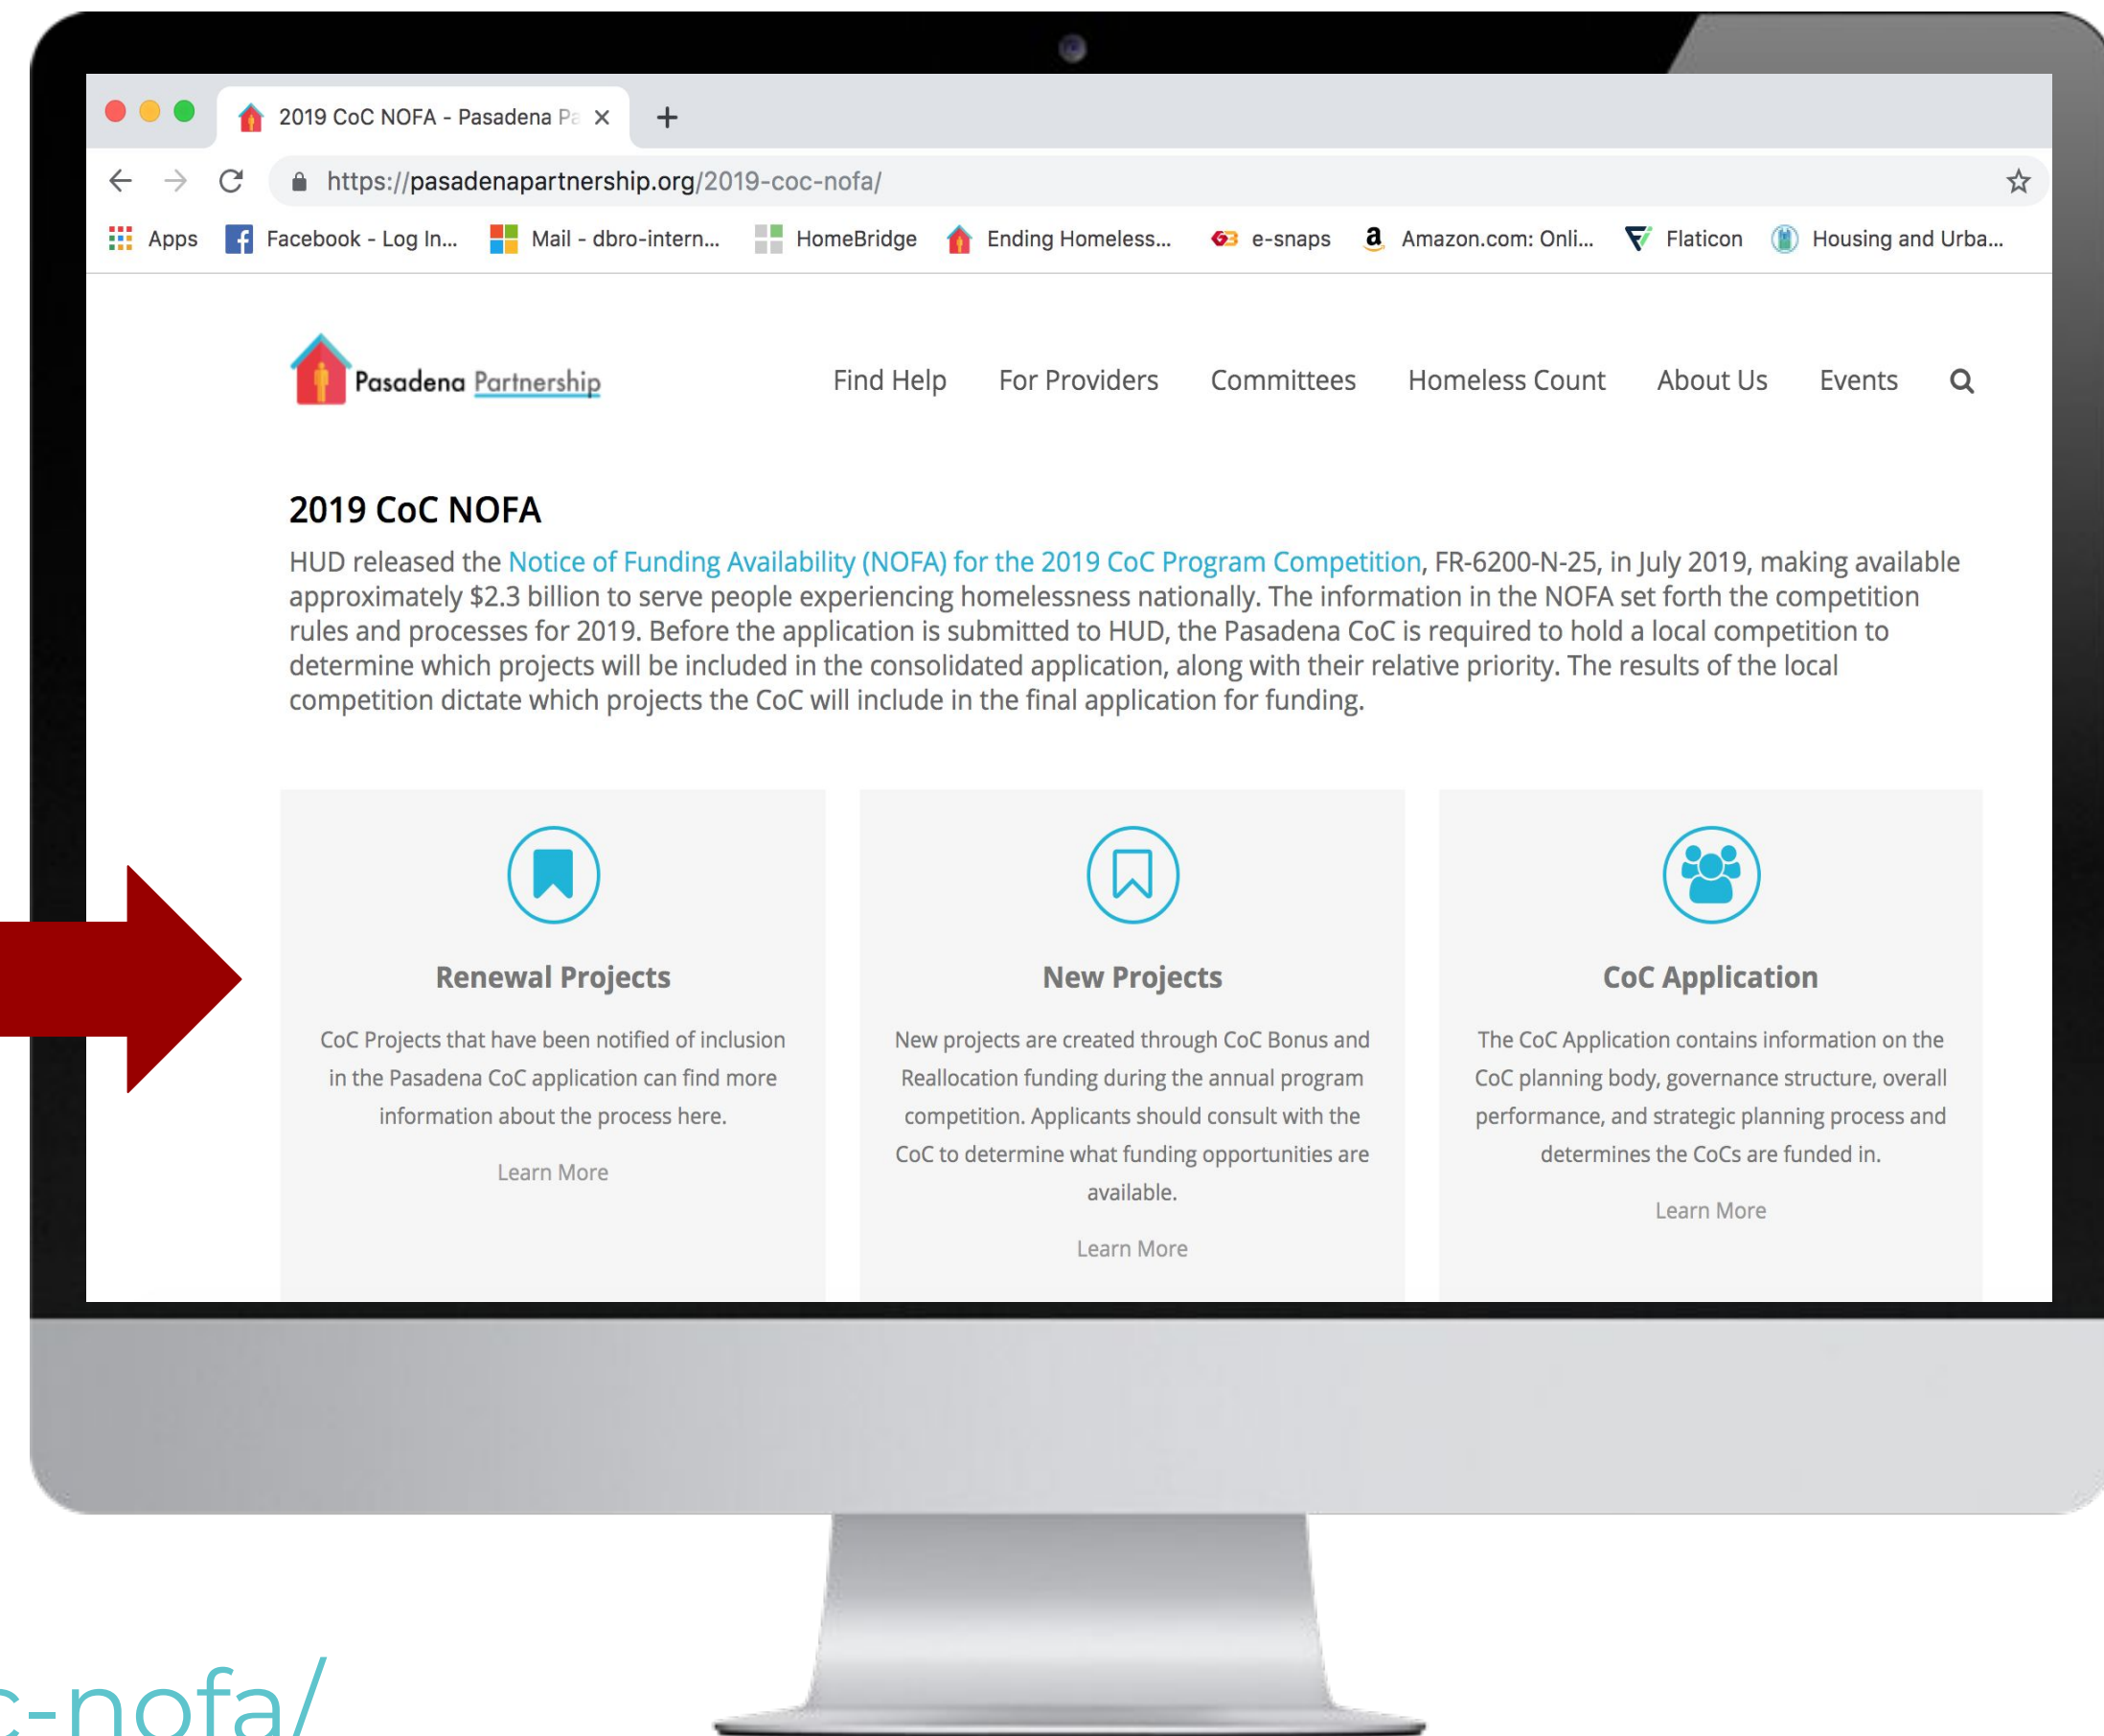 2019 CoC NOFA - Pasadena Pa
https://pasadenapartnership.org/2019-coc-nofa/
Apps Facebook - Log In... Mail - dbro-intern... HomeBridge Ending Homeless... e-snaps Amazon.com: Onli... Flaticon Housing and Urba...
Pasadena Partnership Find Help For Providers Committees Homeless Count About Us Events
2019 CoC NOFA
HUD released the Notice of Funding Availability (NOFA) for the 2019 CoC Program Competition, FR-6200-N-25, in July 2019, making available
approximately $2.3 billion to serve people experiencing homelessness nationally. The information in the NOFA set forth the competition
rules and processes for 2019. Before the application is submitted to HUD, the Pasadena CoC is required to hold a local competition to
determine which projects will be included in the consolidated application, along with their relative priority. The results of the local
competition dictate which projects the CoC will include in the final application for funding.
Renewal Projects
CoC Projects that have been notified of inclusion
in the Pasadena CoC application can find more
information about the process here.
Learn More
New Projects
New projects are created through CoC Bonus and
Reallocation funding during the annual program
competition. Applicants should consult with the
CoC to determine what funding opportunities are
available.
Learn More
CoC Application
The CoC Application contains information on the
CoC planning body, governance structure, overall
performance, and strategic planning process and
determines the CoCs are funded in.
Learn More
c-nofa/